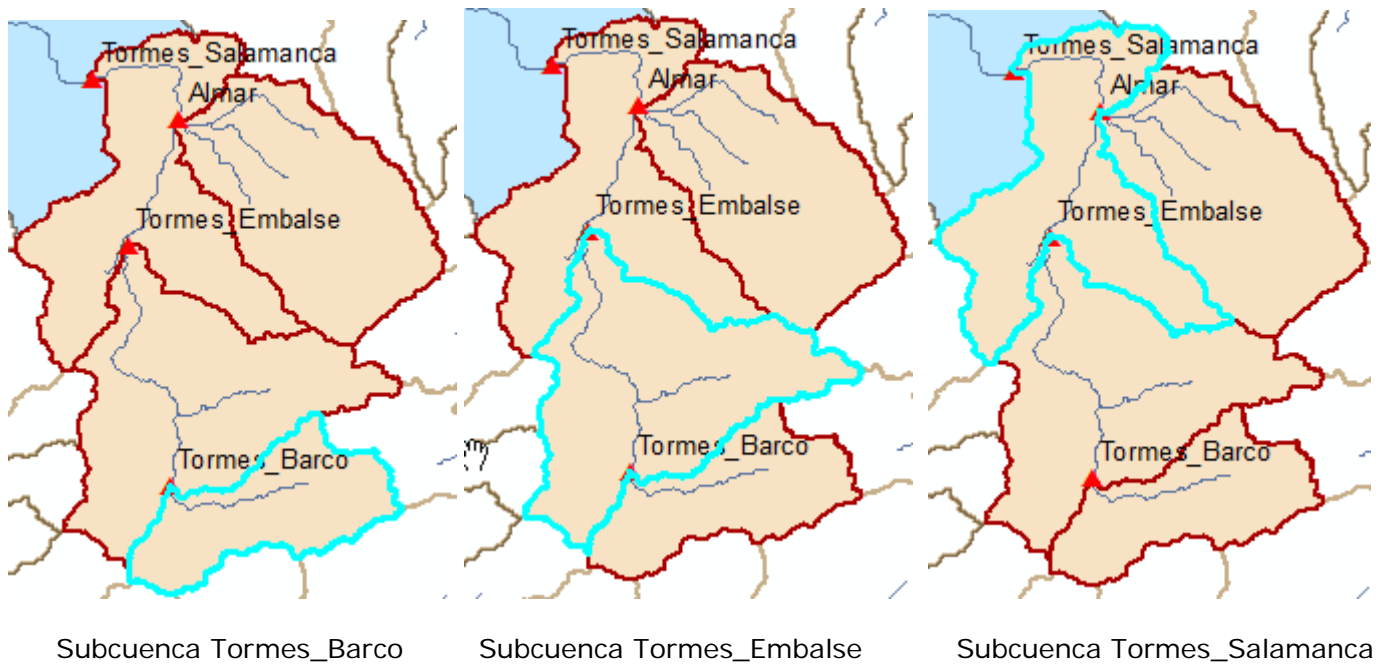 Tormes_Salamanca
Almar
Tormes_Embalse
Tormes_Barco
Tormes_Salamanca
Almar
Tormes_Embalse
Tormes_Barco
Tormes_Salamanca
Almar
Tormes_Embalse
Tormes_Barco
Subcuenca Tormes_Barco
Subcuenca Tormes_Embalse
Subcuenca Tormes_Salamanca